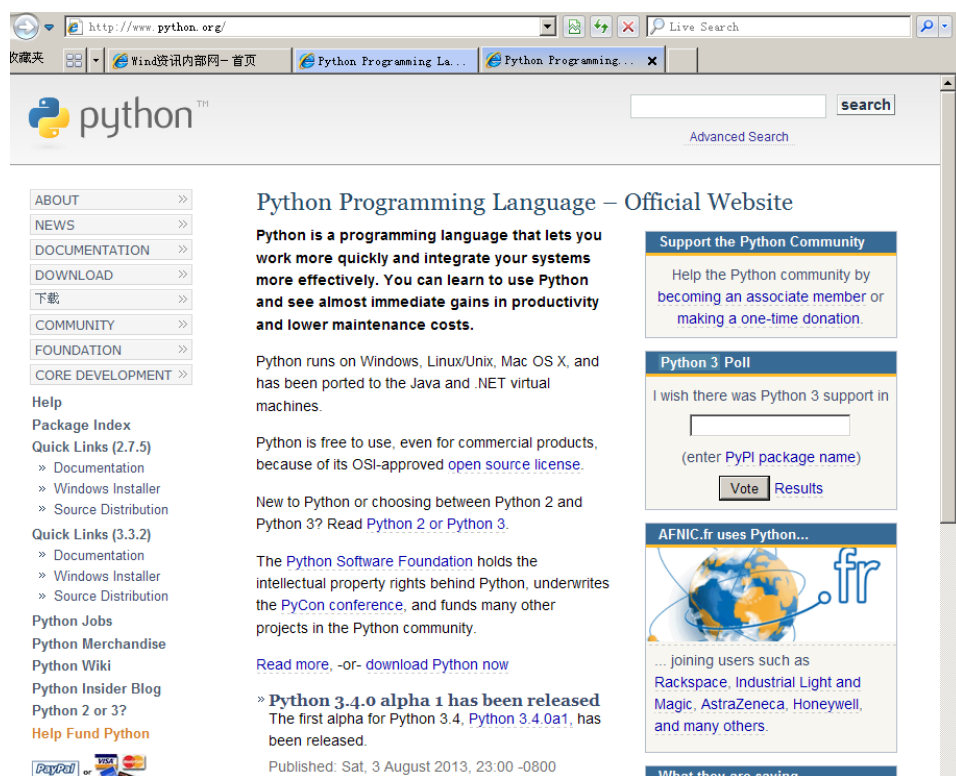 http://www.python.org/
Live Search
收藏夹
Wind资讯内部网- 首页
Python Programming La...
Python Programming...
python™
search
Advanced Search
ABOUT »
NEWS »
DOCUMENTATION »
DOWNLOAD »
下载 »
COMMUNITY »
FOUNDATION »
CORE DEVELOPMENT »
Help
Package Index
Quick Links (2.7.5)
» Documentation
» Windows Installer
» Source Distribution
Quick Links (3.3.2)
» Documentation
» Windows Installer
» Source Distribution
Python Jobs
Python Merchandise
Python Wiki
Python Insider Blog
Python 2 or 3?
Help Fund Python
PayPal or VISA
Python Programming Language – Official Website
Python is a programming language that lets you
work more quickly and integrate your systems
more effectively. You can learn to use Python
and see almost immediate gains in productivity
and lower maintenance costs.
Python runs on Windows, Linux/Unix, Mac OS X, and
has been ported to the Java and .NET virtual
machines.
Python is free to use, even for commercial products,
because of its OSI-approved open source license.
New to Python or choosing between Python 2 and
Python 3? Read Python 2 or Python 3.
The Python Software Foundation holds the
intellectual property rights behind Python, underwrites
the PyCon conference, and funds many other
projects in the Python community.
Read more, -or- download Python now
» Python 3.4.0 alpha 1 has been released
The first alpha for Python 3.4, Python 3.4.0a1, has
been released.
Published: Sat, 3 August 2013, 23:00 -0800
Support the Python Community
Help the Python community by
becoming an associate member or
making a one-time donation.
Python 3 Poll
I wish there was Python 3 support in
(enter PyPI package name)
Vote Results
AFNIC.fr uses Python...
.fr
... joining users such as
Rackspace, Industrial Light and
Magic, AstraZeneca, Honeywell,
and many others.
What they are saying